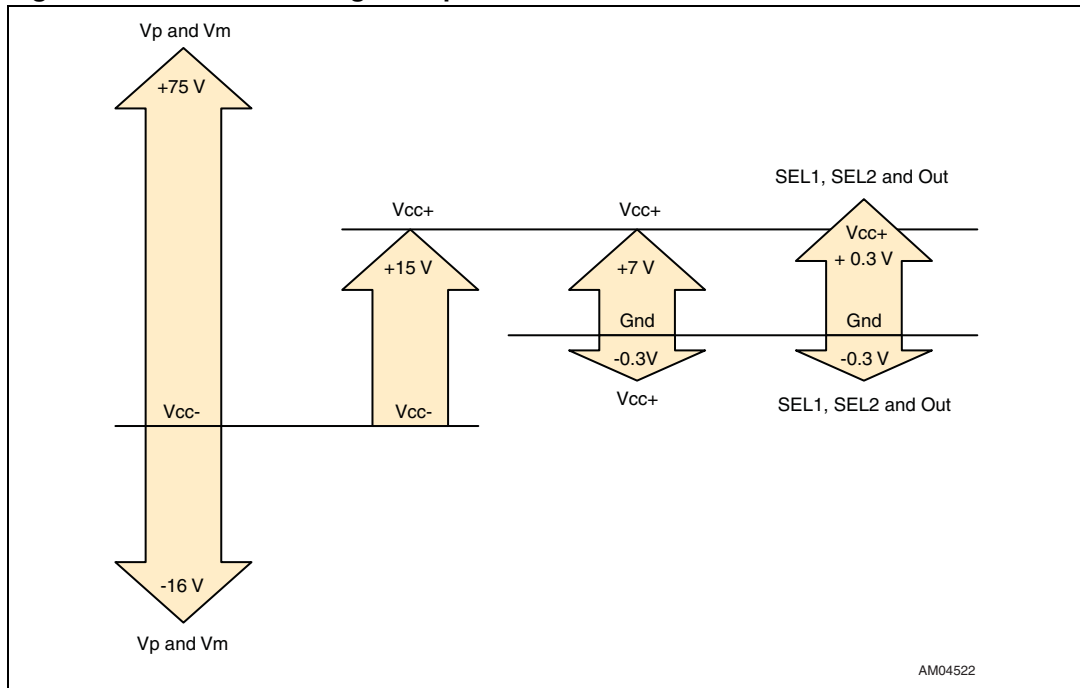 Vp and Vm
+75 V
SEL1, SEL2 and Out
Vcc+
Vcc+
Vcc+
+ 0.3 V
+15 V
+7 V
Gnd
Gnd
-0.3V
-0.3 V
Vcc+
SEL1, SEL2 and Out
Vcc-
Vcc-
-16 V
Vp and Vm
AM04522